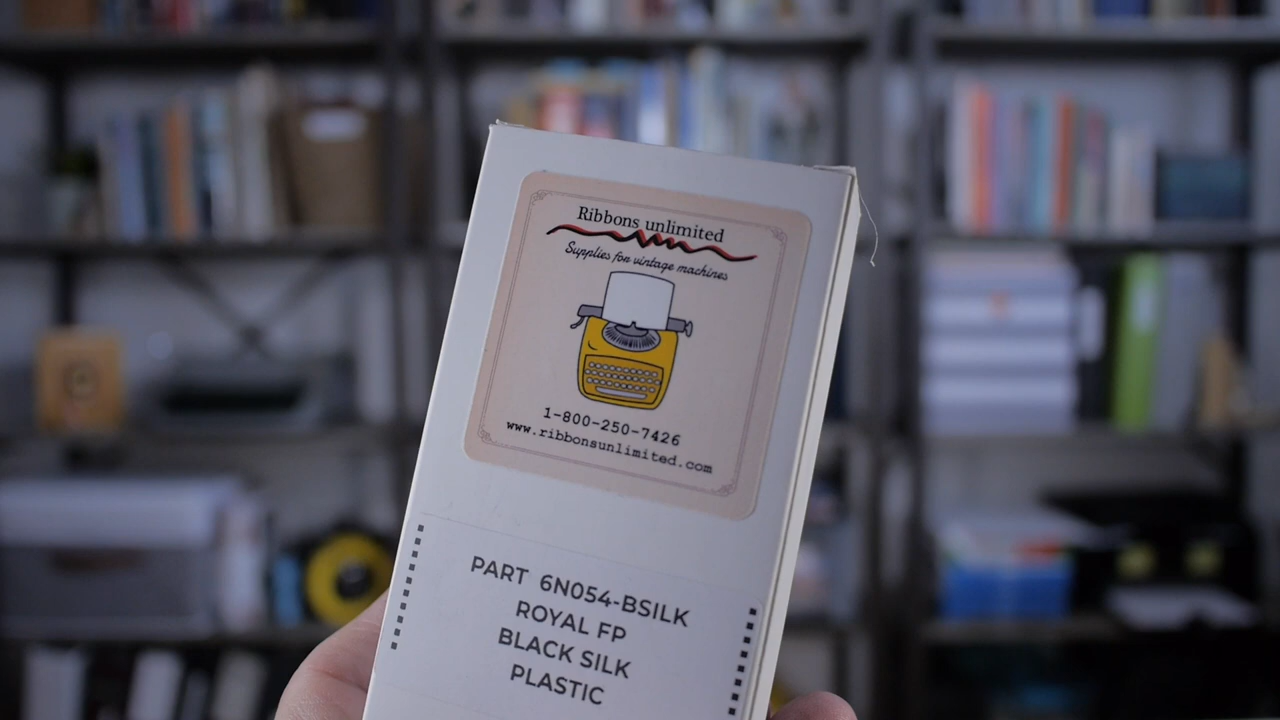 Ribbons unlimited
Supplies for vintage machines
1-800-250-7426
www.ribbonsunlimited.com
PART 6N054-BSILK
ROYAL FP
BLACK SILK
PLASTIC